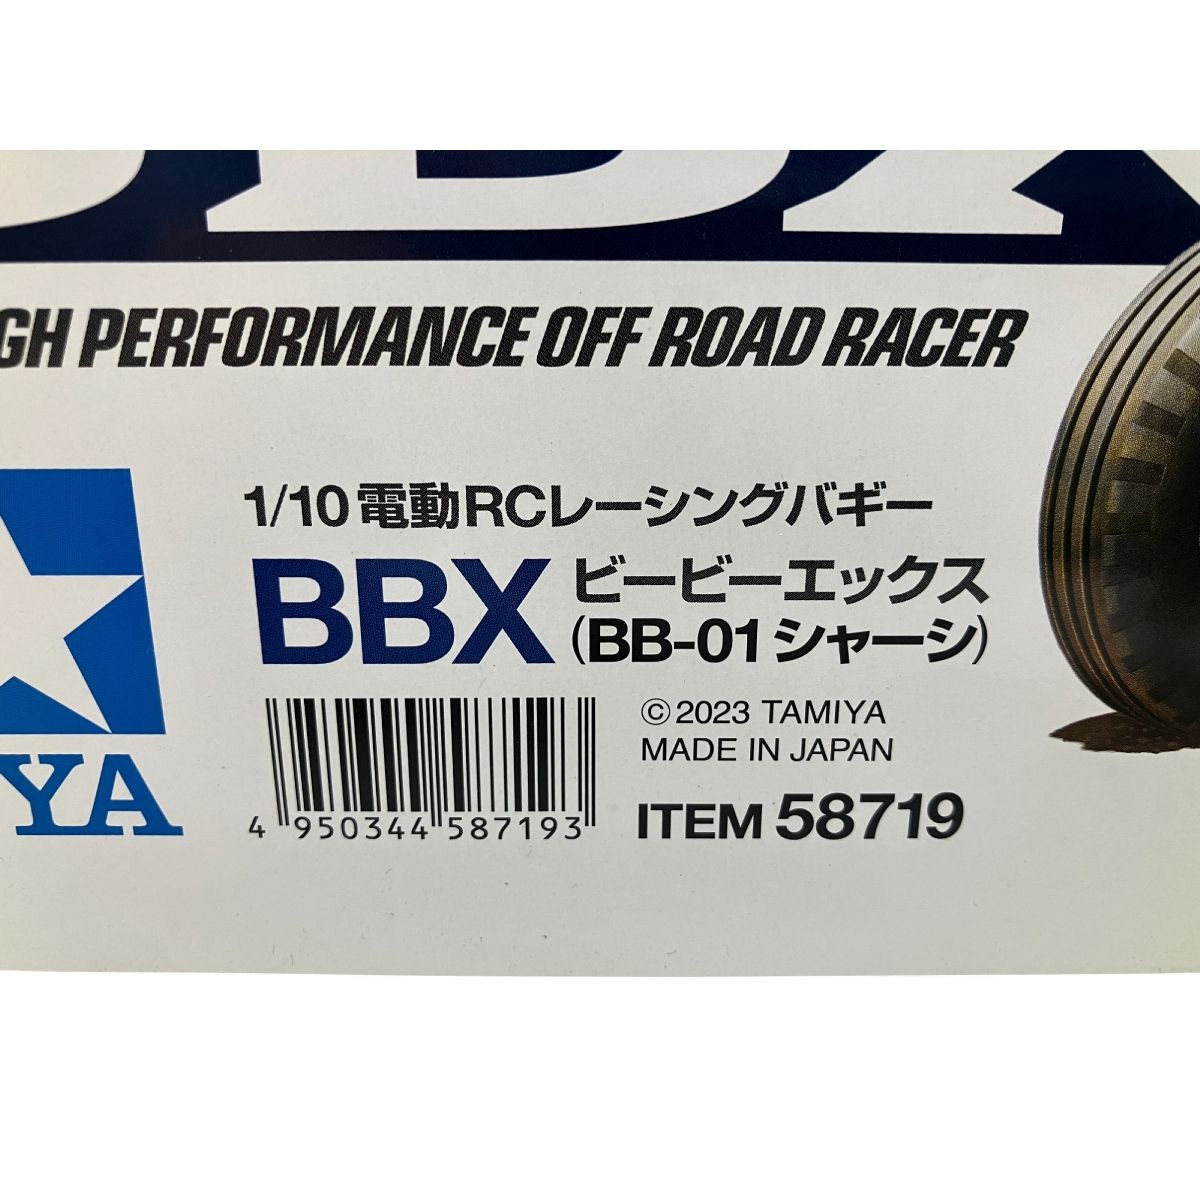 PERFORMANCE OFF ROAD RACER
1/10 電動RCレーシングバギー
BBX ビービーエックス
(BB-01 シャーシ)
© 2023 TAMIYA
MADE IN JAPAN
4 950344 587193
ITEM 58719
YA